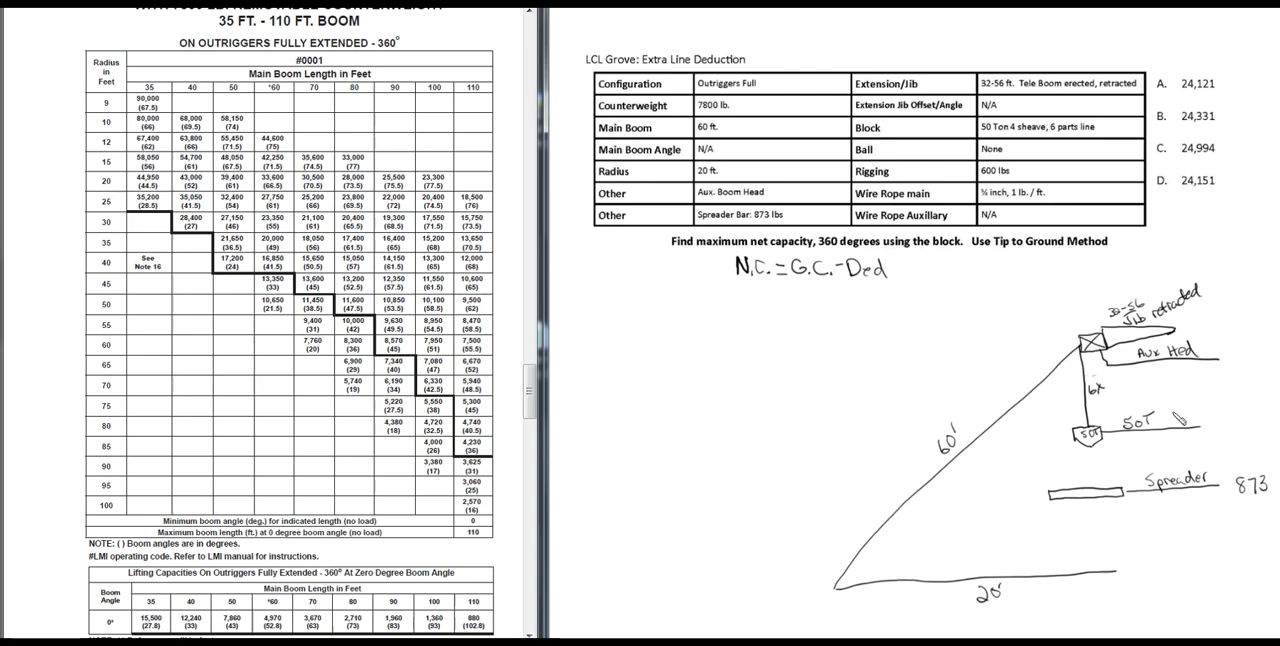 35 FT. - 110 FT. BOOM
ON OUTRIGGERS FULLY EXTENDED - 360°
Radius in Feet
#0001
Main Boom Length in Feet
35 40 50 *60 70 80 90 100 110
9 90,000 (67.5)
10 80,000 (66) 68,000 (69.5) 58,150 (74)
12 67,400 (62) 63,800 (66) 55,450 (71.5) 44,600 (75)
15 58,050 (56) 54,700 (61) 48,050 (67.5) 42,250 (71.5) 35,600 (74.5) 33,000 (77)
20 44,950 (44.5) 43,000 (52) 39,400 (61) 33,600 (66.5) 30,500 (70.5) 28,000 (73.5) 25,500 (75.5) 23,300 (77.5)
25 35,200 (28.5) 35,050 (41.5) 32,400 (54) 27,750 (61) 25,200 (66) 23,800 (69.5) 22,000 (72) 20,400 (74.5) 18,500 (76)
30 28,400 (27) 27,150 (46) 23,350 (55) 21,100 (61) 20,400 (65.5) 19,300 (68.5) 17,550 (71.5) 15,750 (73.5)
35 21,650 (36.5) 20,000 (49) 18,050 (56) 17,400 (61.5) 16,400 (65) 15,200 (68) 13,650 (70.5)
40 See Note 16 17,200 (24) 16,850 (41.5) 15,650 (50.5) 15,050 (57) 14,150 (61.5) 13,300 (65) 12,000 (68)
45 13,350 (33) 13,600 (45) 13,200 (52.5) 12,350 (57.5) 11,550 (61.5) 10,600 (65)
50 10,650 (21.5) 11,450 (38.5) 11,600 (47.5) 10,850 (53.5) 10,100 (58.5) 9,500 (62)
55 9,400 (31) 10,000 (42) 9,630 (49.5) 8,950 (54.5) 8,470 (58.5)
60 7,760 (20) 8,300 (36) 8,570 (45) 7,950 (51) 7,500 (55.5)
65 6,900 (29) 7,340 (40) 7,080 (47) 6,670 (52)
70 5,740 (19) 6,190 (34) 6,330 (42.5) 5,940 (48.5)
75 5,220 (27.5) 5,550 (38) 5,300 (45)
80 4,380 (18) 4,720 (32.5) 4,740 (40.5)
85 4,000 (26) 4,230 (36)
90 3,380 (17) 3,625 (31)
95 3,060 (25)
100 2,570 (16)
Minimum boom angle (deg.) for indicated length (no load) 0
Maximum boom length (ft.) at 0 degree boom angle (no load) 110
NOTE: ( ) Boom angles are in degrees.
#LMI operating code. Refer to LMI manual for instructions.
Lifting Capacities On Outriggers Fully Extended - 360° At Zero Degree Boom Angle
Boom Angle
Main Boom Length in Feet
35 40 50 *60 70 80 90 100 110
0° 15,500 (27.8) 12,240 (33) 7,860 (43) 4,970 (52.8) 3,670 (63) 2,710 (73) 1,960 (83) 1,360 (93) 880 (102.8)
LCL Grove: Extra Line Deduction
Configuration Outriggers Full Extension/Jib 32-56 ft. Tele Boom erected, retracted
Counterweight 7800 lb. Extension Jib Offset/Angle N/A
Main Boom 60 ft. Block 50 Ton 4 sheave, 6 parts line
Main Boom Angle N/A Ball None
Radius 20 ft. Rigging 600 lbs
Other Aux. Boom Head Wire Rope main ¾ inch, 1 lb. / ft.
Other Spreader Bar: 873 lbs Wire Rope Auxillary N/A
A. 24,121
B. 24,331
C. 24,994
D. 24,151
Find maximum net capacity, 360 degrees using the block. Use Tip to Ground Method
N.C. = G.C. - Ded
32-56
Jib retraded
Aux Hed
6x
60'
50T
50T
Spreader 873
20'